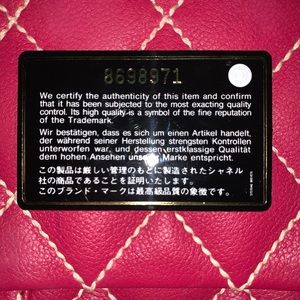 8698971
We certify the authenticity of this item and confirm
that it has been subjected to the most exacting quality
control. Its high quality is a symbol of the fine reputation
of the Trademark.
Wir bestätigen, dass es sich um einen Artikel handelt,
der während seiner Herstellung strengsten Kontrollen
unterworfen war, und dessen erstklassige Qualität
dem hohen Ansehen unserer Marke entspricht.
この製品は厳しい管理のもとに製造されたシャネル
社の商品であることを証明いたします。
このブランド・マークは最高級品質の象徴です。